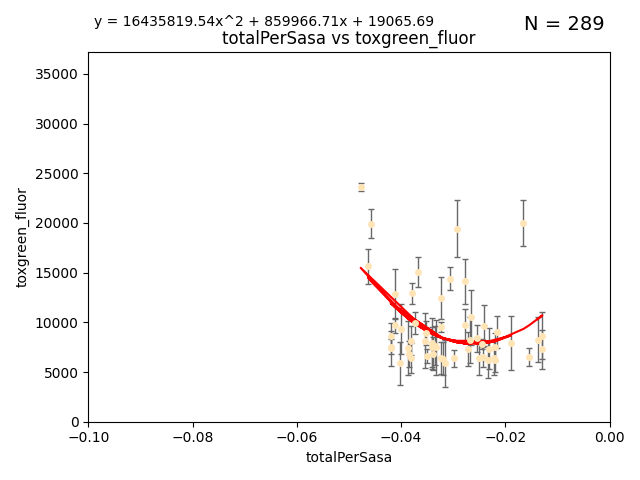 y = 16435819.54x^2 + 859966.71x + 19065.69
N = 289
totalPerSasa vs toxgreen_fluor
35000
30000
25000
20000
15000
10000
5000
0
toxgreen_fluor
−0.10
−0.08
−0.06
−0.04
−0.02
0.00
totalPerSasa